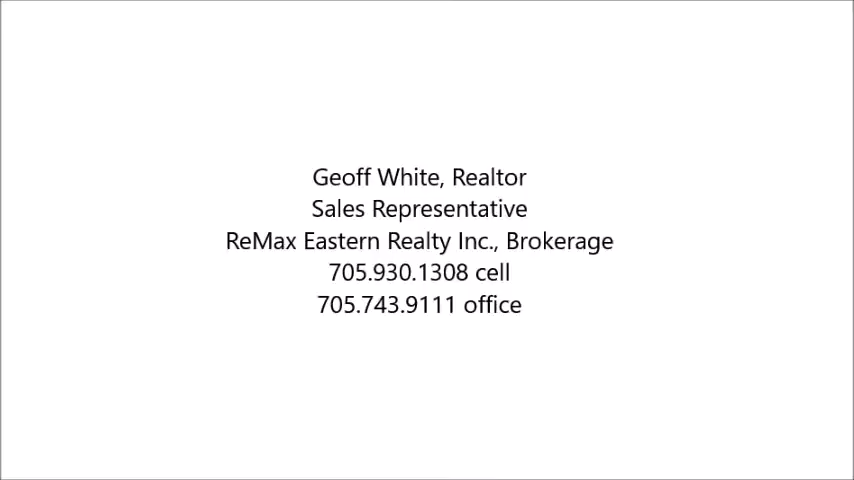 Geoff White, Realtor
Sales Representative
ReMax Eastern Realty Inc., Brokerage
705.930.1308 cell
705.743.9111 office